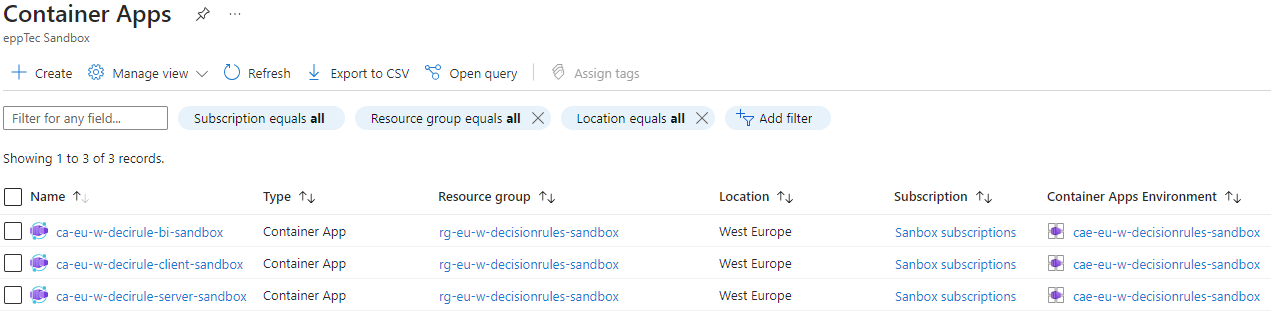 Container Apps
eppTec Sandbox
Create Manage view Refresh Export to CSV Open query Assign tags
Filter for any field... Subscription equals all Resource group equals all Location equals all Add filter
Showing 1 to 3 of 3 records.
Name Type Resource group Location Subscription Container Apps Environment
ca-eu-w-decirule-bi-sandbox Container App rg-eu-w-decisionrules-sandbox West Europe Sanbox subscriptions cae-eu-w-decisionrules-sandbox
ca-eu-w-decirule-client-sandbox Container App rg-eu-w-decisionrules-sandbox West Europe Sanbox subscriptions cae-eu-w-decisionrules-sandbox
ca-eu-w-decirule-server-sandbox Container App rg-eu-w-decisionrules-sandbox West Europe Sanbox subscriptions cae-eu-w-decisionrules-sandbox